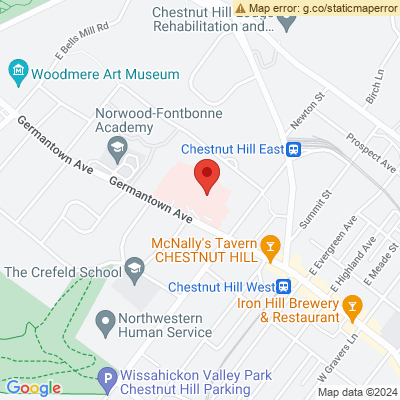 Map error: g.co/staticmaperror
Chestnut Hill Lodge
Rehabilitation and ...
E Bells Mill Rd
Woodmere Art Museum
Birch Ln
Newton St
Norwood-Fontbonne
Academy
Germantown Ave
Prospect Ave
Chestnut Hill East
Germantown Ave
Summit St
E Evergreen Ave
McNally's Tavern
CHESTNUT HILL
E Highland Ave
E Meade St
The Crefeld School
Chestnut Hill West
Iron Hill Brewery
& Restaurant
Northwestern
Human Service
W Gravers Ln
Wissahickon Valley Park
Chestnut Hill Parking
P
Google
Map data ©2024